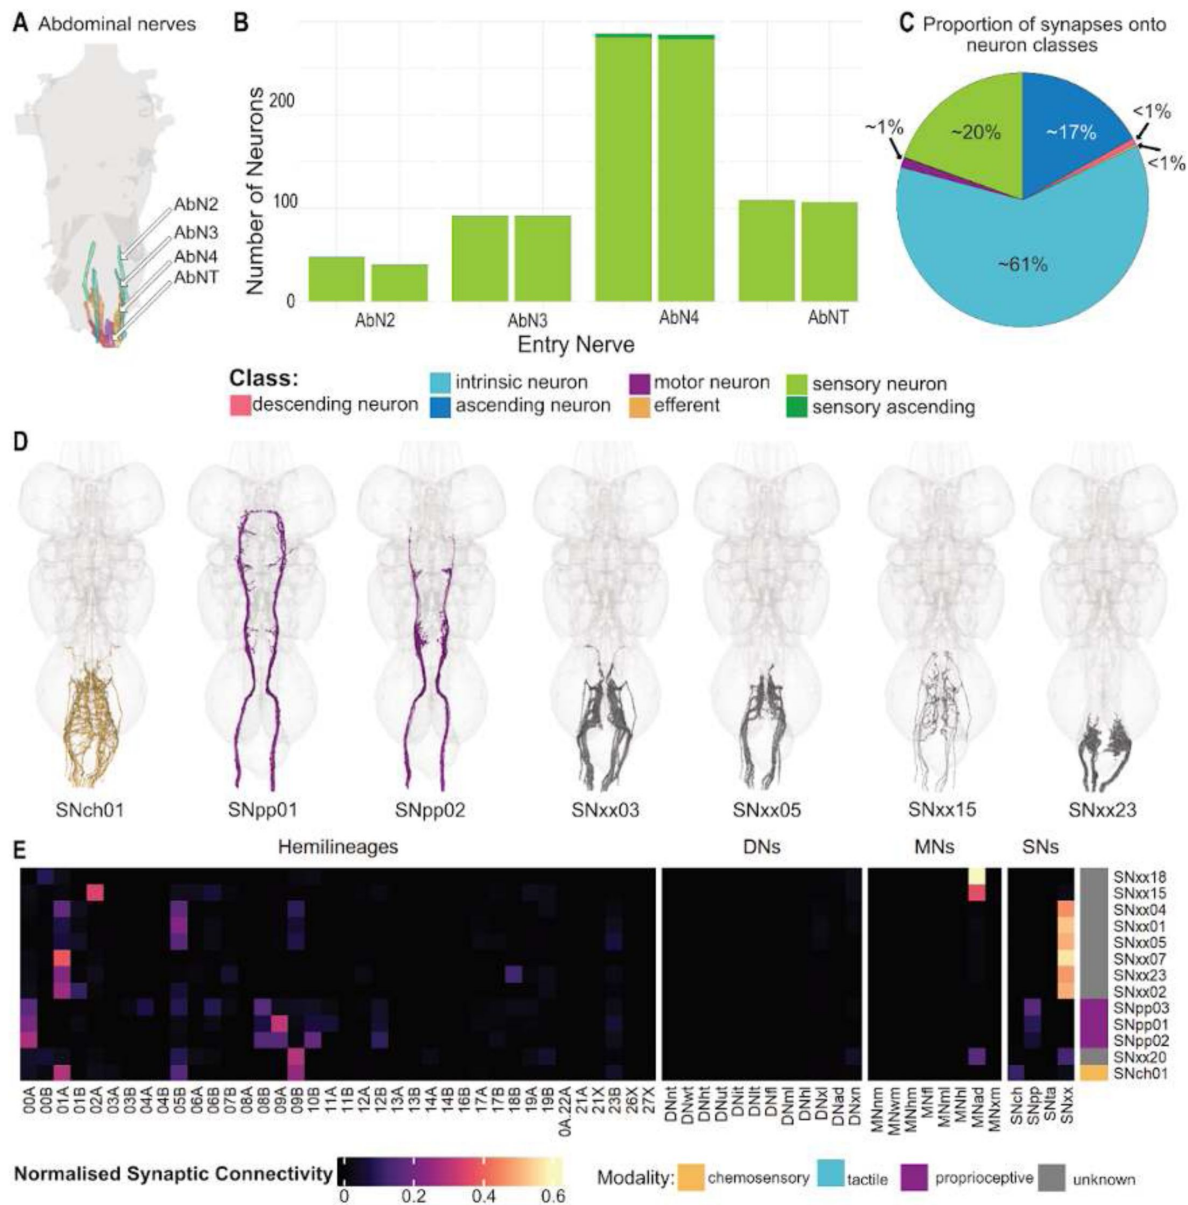 A Abdominal nerves
AbN2
AbN3
AbN4
AbNT
B
Number of Neurons
200
100
0
AbN2 AbN3 AbN4 AbNT
Entry Nerve
C Proportion of synapses onto
neuron classes
~1%
~20%
~17%
<1%
<1%
~61%
Class:
descending neuron
intrinsic neuron
ascending neuron
motor neuron
efferent
sensory neuron
sensory ascending
D
SNch01 SNpp01 SNpp02 SNxx03 SNxx05 SNxx15 SNxx23
E
Hemilineages DNs MNs SNs
SNxx18
SNxx15
SNxx04
SNxx01
SNxx05
SNxx07
SNxx23
SNxx02
SNpp03
SNpp01
SNpp02
SNxx20
SNch01
00A 00B 01A 01B 02A 03A 03B 04A 04B 05B 06A 06B 07B 08A 08B 09A 09B 10B 11A 11B 12A 12B 13A 13B 14A 14B 16B 17A 17B 18B 19A 19B 20A.22A 21A 21X 23B 26X 27X
DNnt DNwt DNht DNut DNit DNlt DNfl DNml DNhl DNxl DNad DNxn
MNnm MNwm MNhm MNfl MNml MNhl MNad MNxm
SNch SNpp SNta SNxx
Normalised Synaptic Connectivity
0 0.2 0.4 0.6
Modality: chemosensory tactile proprioceptive unknown